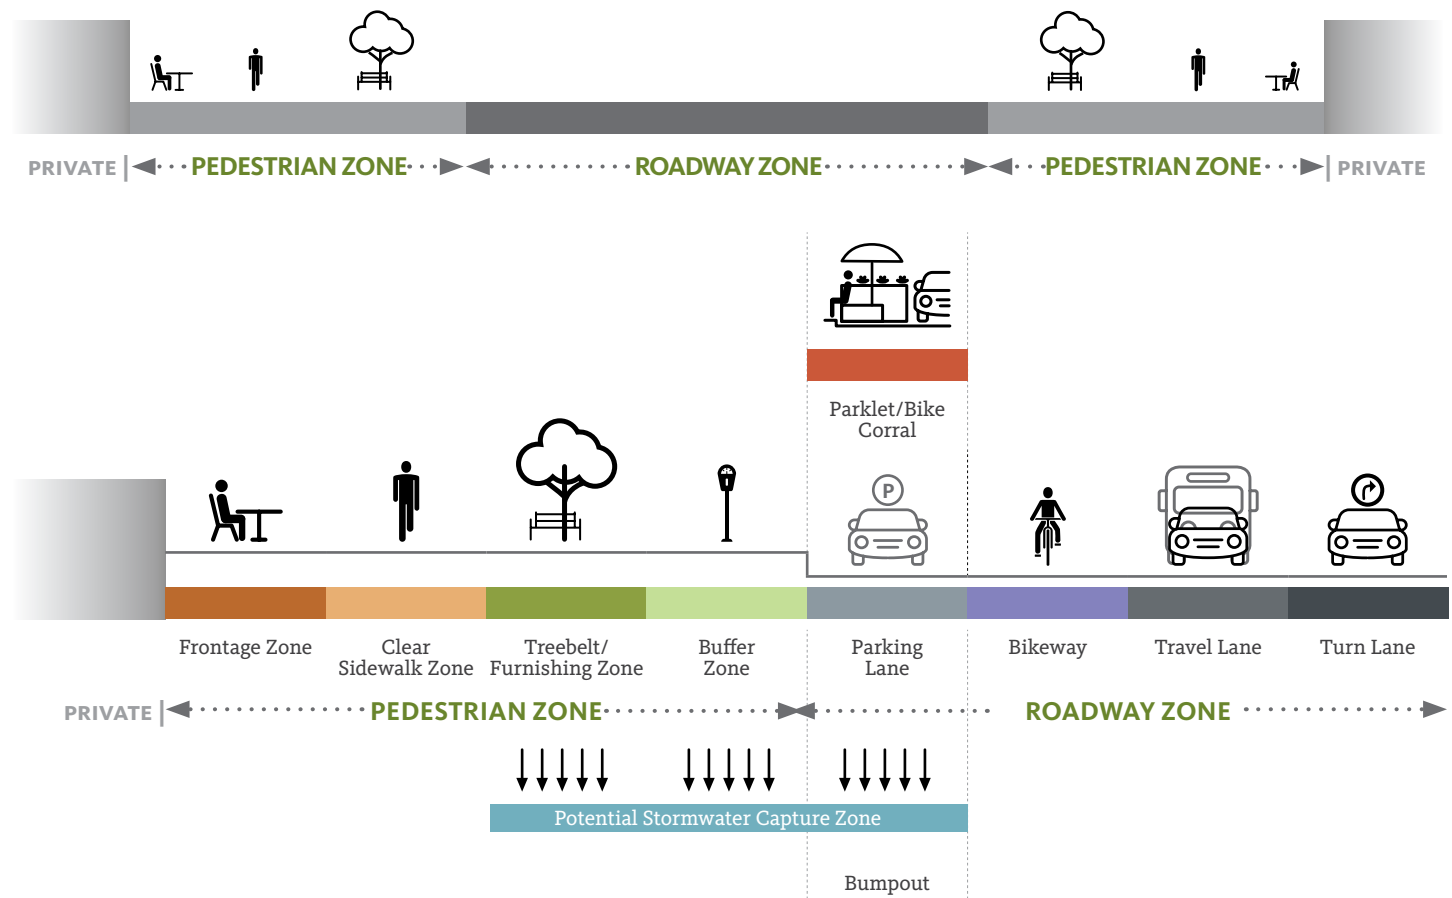 PRIVATE PEDESTRIAN ZONE ROADWAY ZONE PEDESTRIAN ZONE PRIVATE
Parklet/Bike
Corral
P
Frontage Zone
Clear
Sidewalk Zone
Treebelt/
Furnishing Zone
Buffer
Zone
Parking
Lane
Bikeway
Travel Lane
Turn Lane
PRIVATE PEDESTRIAN ZONE ROADWAY ZONE
Potential Stormwater Capture Zone
Bumpout